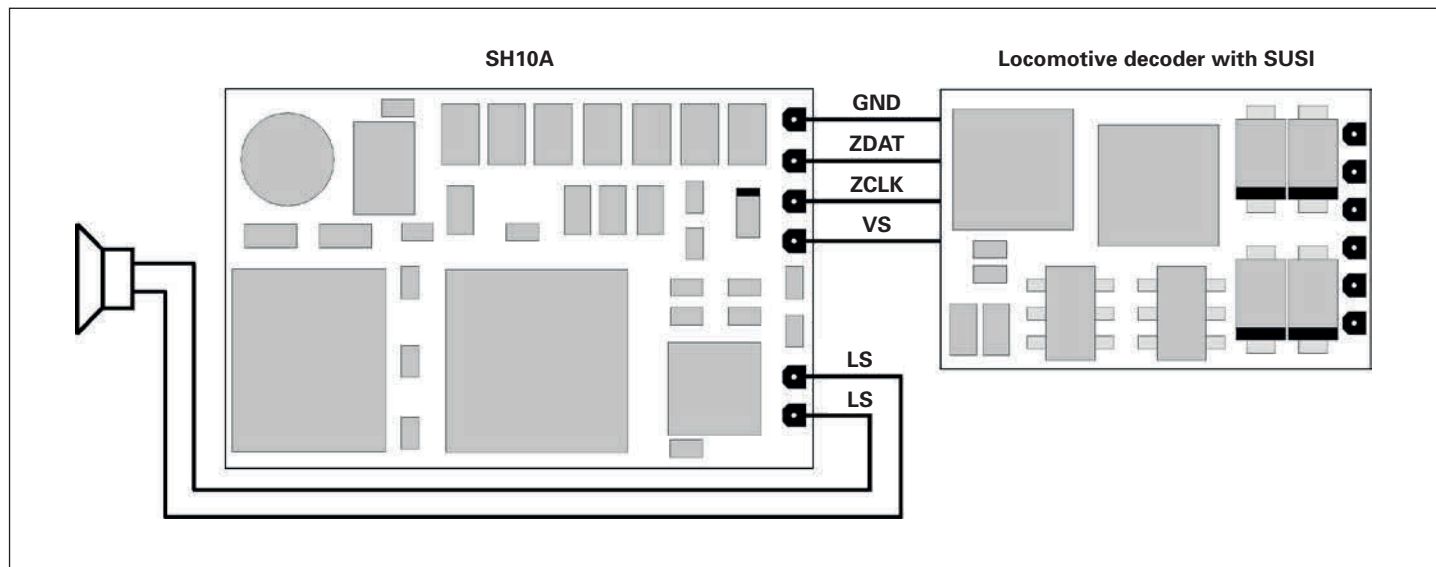 SH10A
Locomotive decoder with SUSI
GND
ZDAT
ZCLK
VS
LS
LS